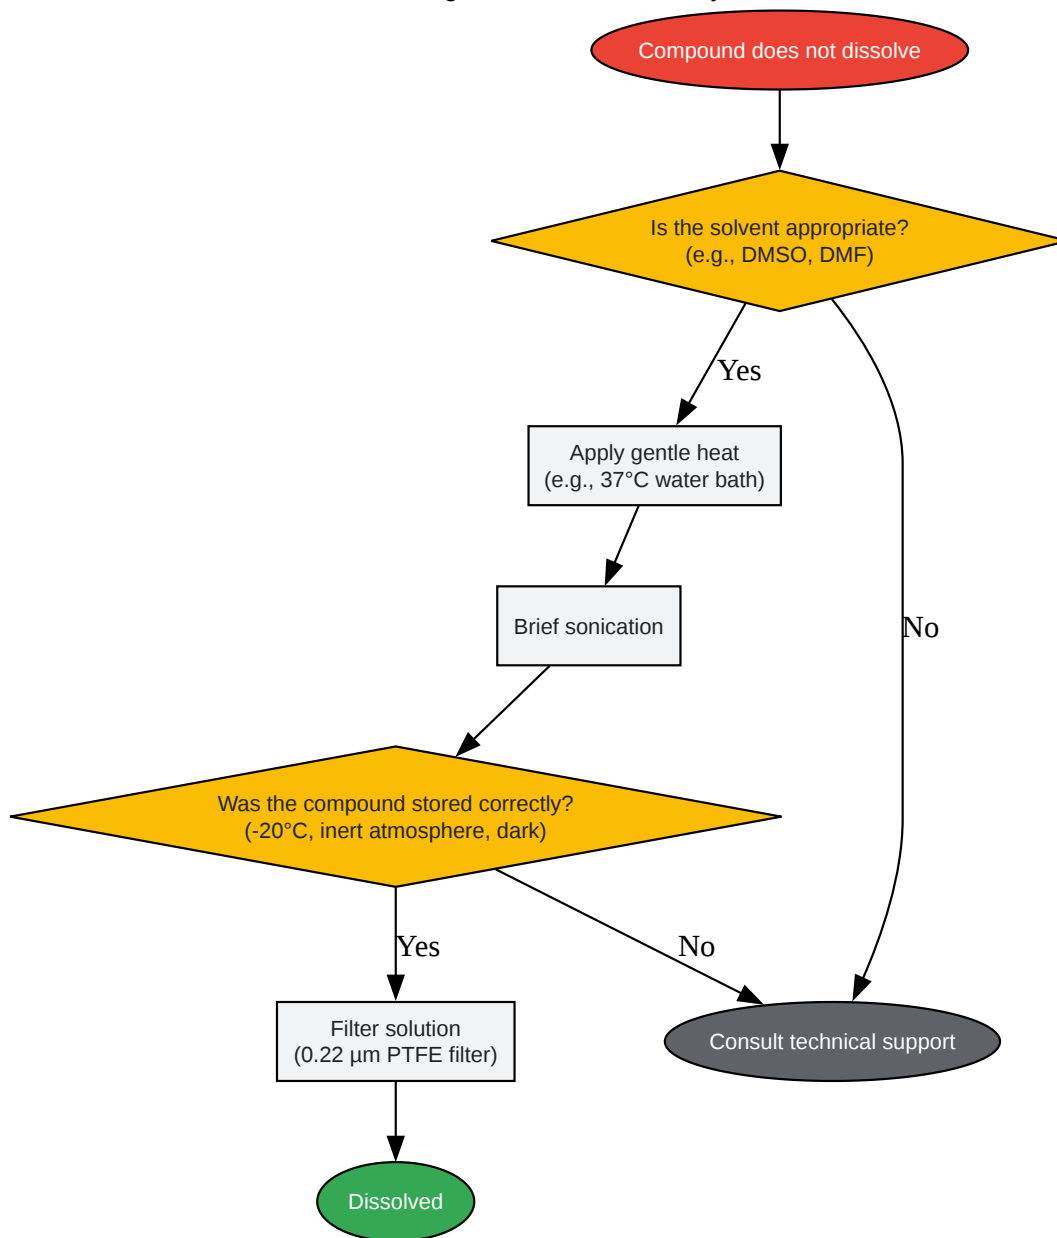 Compound does not dissolve
Is the solvent appropriate?
(e.g., DMSO, DMF)
Yes
Apply gentle heat
(e.g., 37°C water bath)
Brief sonication
No
Was the compound stored correctly?
(-20°C, inert atmosphere, dark)
Yes
No
Filter solution
(0.22 µm PTFE filter)
Consult technical support
Dissolved